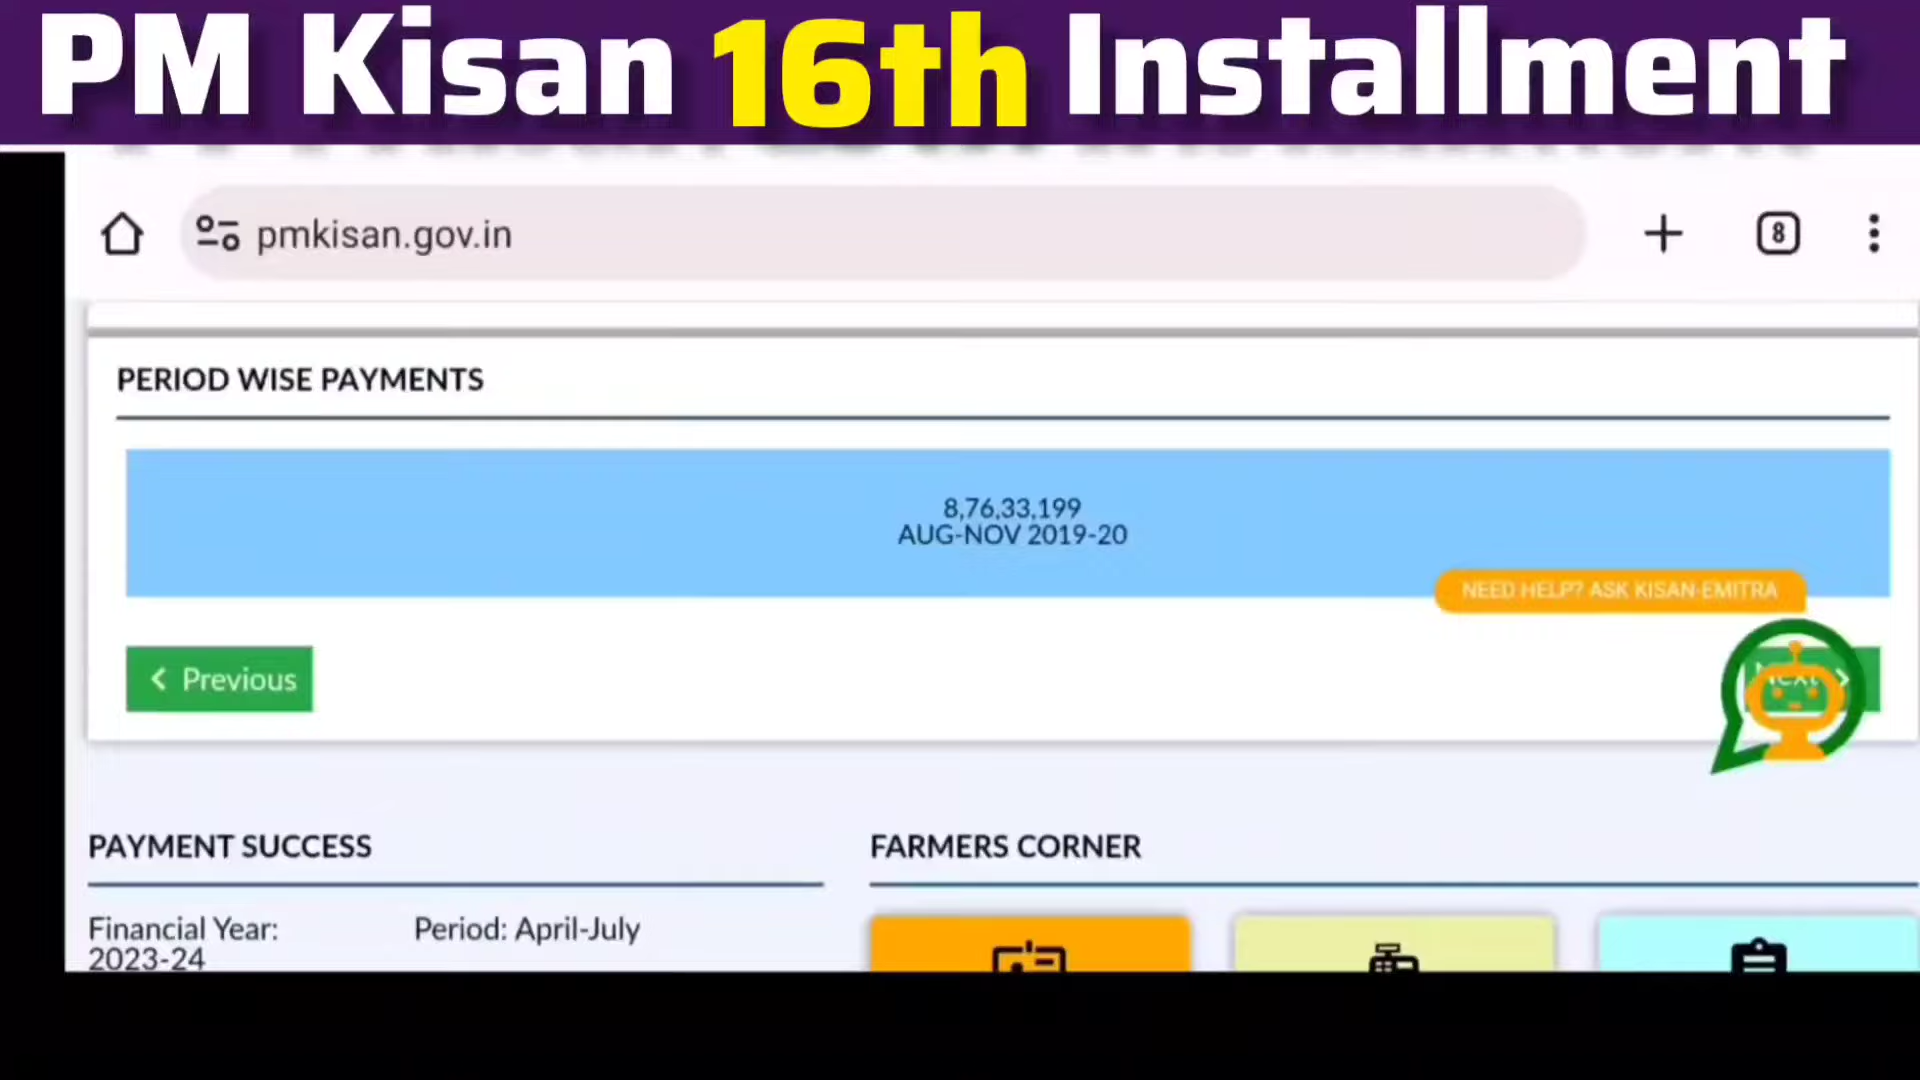 PM Kisan 16th Installment
pmkisan.gov.in
8
PERIOD WISE PAYMENTS
8,76,33,199
AUG-NOV 2019-20
NEED HELP? ASK KISAN-EMITRA
Previous
Next
PAYMENT SUCCESS
FARMERS CORNER
Financial Year:
2023-24
Period: April-July